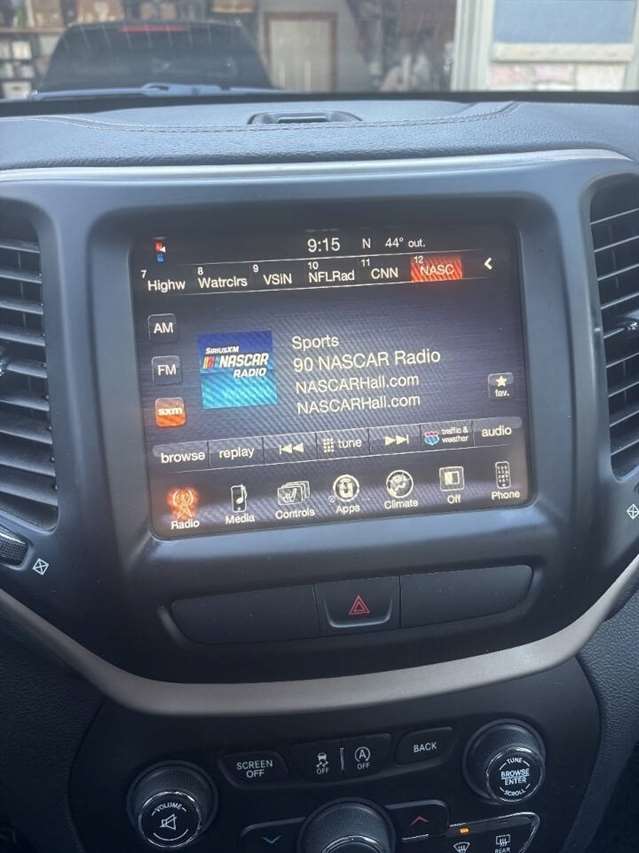 9:15 N 44° out.
7 Highw 8 Watrclrs 9 VSiN 10 NFLRad 11 CNN 12 NASC
AM
FM
sxm
SiriusXM
NASCAR
RADIO
Sports
90 NASCAR Radio
NASCARHall.com
NASCARHall.com
fav.
browse replay tune traffic & weather audio
Radio Media Controls Apps Climate Off Phone
SCREEN OFF
OFF
A
OFF
BACK
VOLUME
TUNE
BROWSE
ENTER
SCROLL
REAR